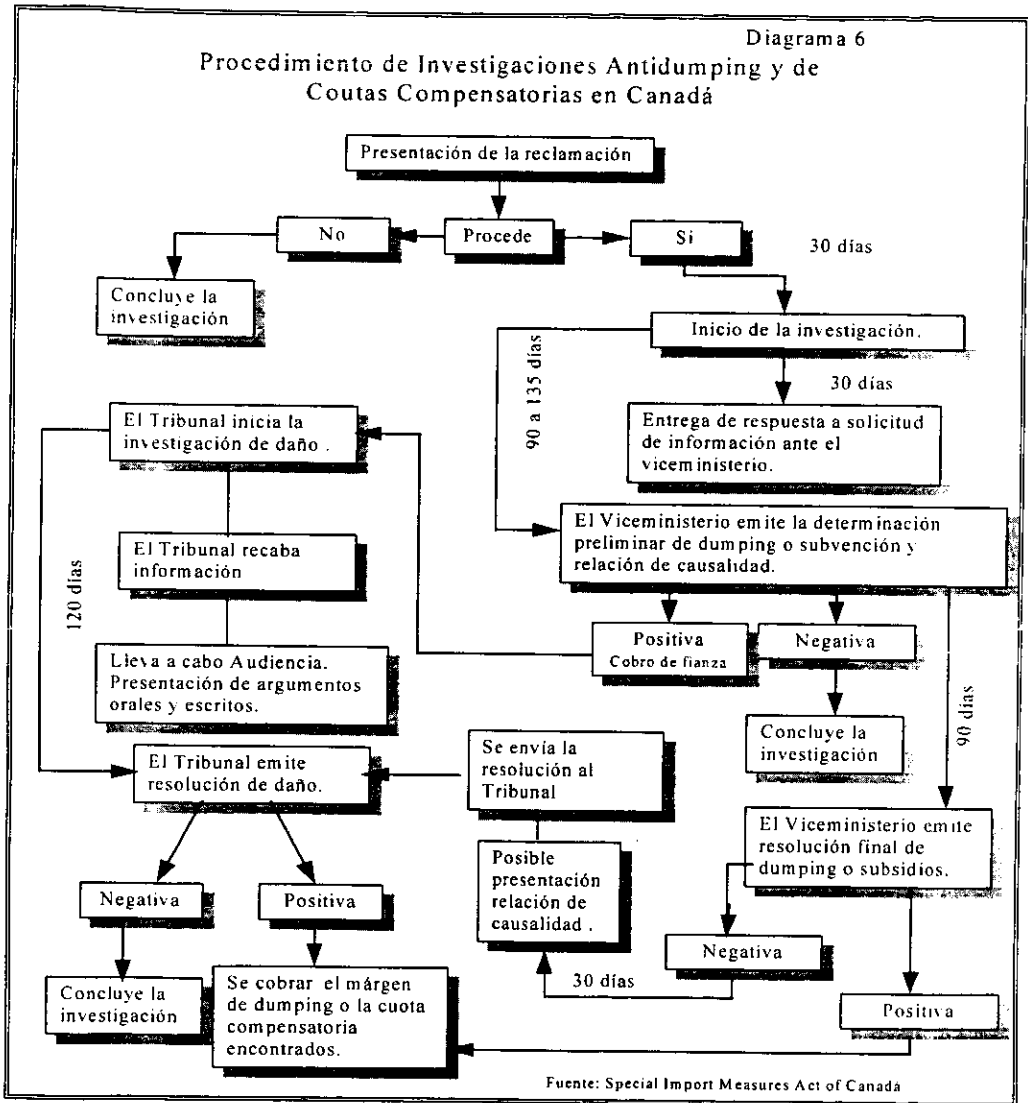 Diagrama 6
Procedimiento de Investigaciones Antidumping y de
Coutas Compensatorias en Canadá
Presentación de la reclamación
No
Procede
Si
30 días
Concluye la
investigación
Inicio de la investigación.
90 a 135 días
30 días
El Tribunal inicia la
investigación de daño .
Entrega de respuesta a solicitud
de información ante el
viceministerio.
El Viceministerio emite la determinación
preliminar de dumping o subvención y
relación de causalidad.
120 días
El Tribunal recaba
información
Positiva
Cobro de fianza
Negativa
Lleva a cabo Audiencia.
Presentación de argumentos
orales y escritos.
Concluye la
investigación
90 días
El Tribunal emite
resolución de daño.
Se envía la
resolución al
Tribunal
El Viceministerio emite
resolución final de
dumping o subsidios.
Posible
presentación
relación de
causalidad .
Negativa
Positiva
Negativa
30 días
Concluye la
investigación
Se cobrar el márgen
de dumping o la cuota
compensatoria
encontrados.
Positiva
Fuente: Special Import Measures Act of Canadá